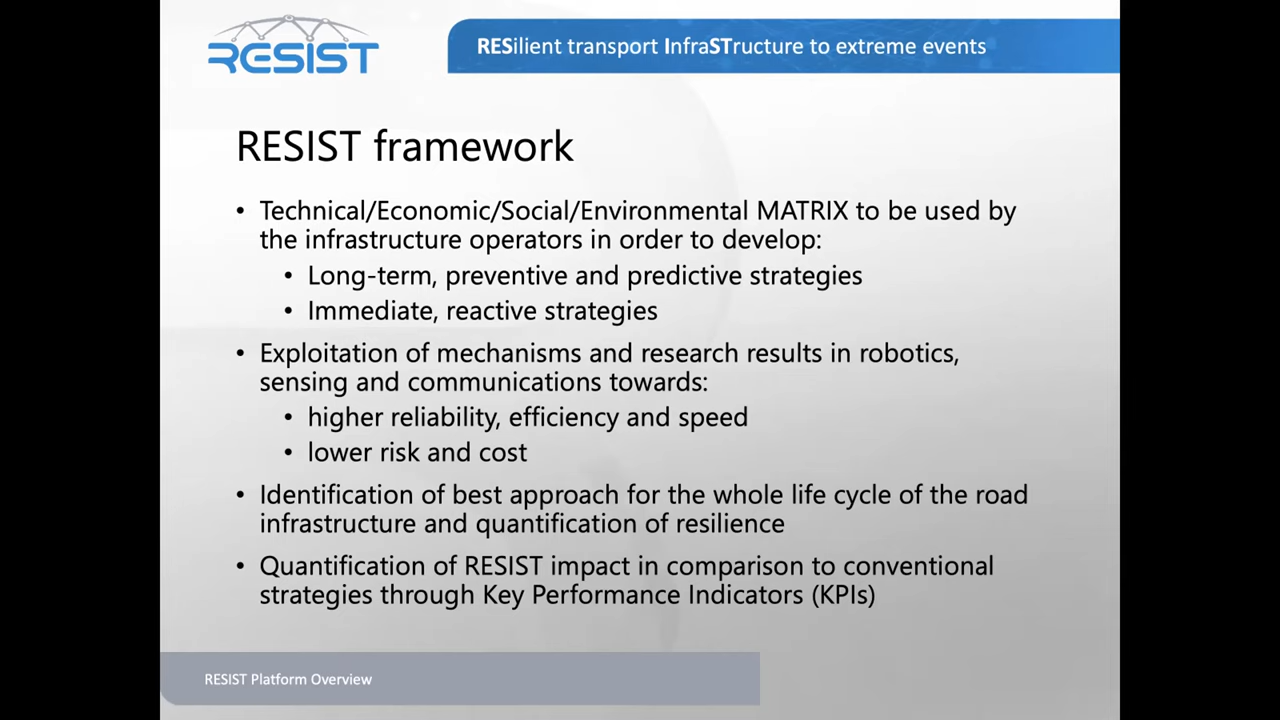 RESIST
RESilient transport InfraSTructure to extreme events
RESIST framework
• Technical/Economic/Social/Environmental MATRIX to be used by
the infrastructure operators in order to develop:
• Long-term, preventive and predictive strategies
• Immediate, reactive strategies
• Exploitation of mechanisms and research results in robotics,
sensing and communications towards:
• higher reliability, efficiency and speed
• lower risk and cost
• Identification of best approach for the whole life cycle of the road
infrastructure and quantification of resilience
• Quantification of RESIST impact in comparison to conventional
strategies through Key Performance Indicators (KPIs)
RESIST Platform Overview